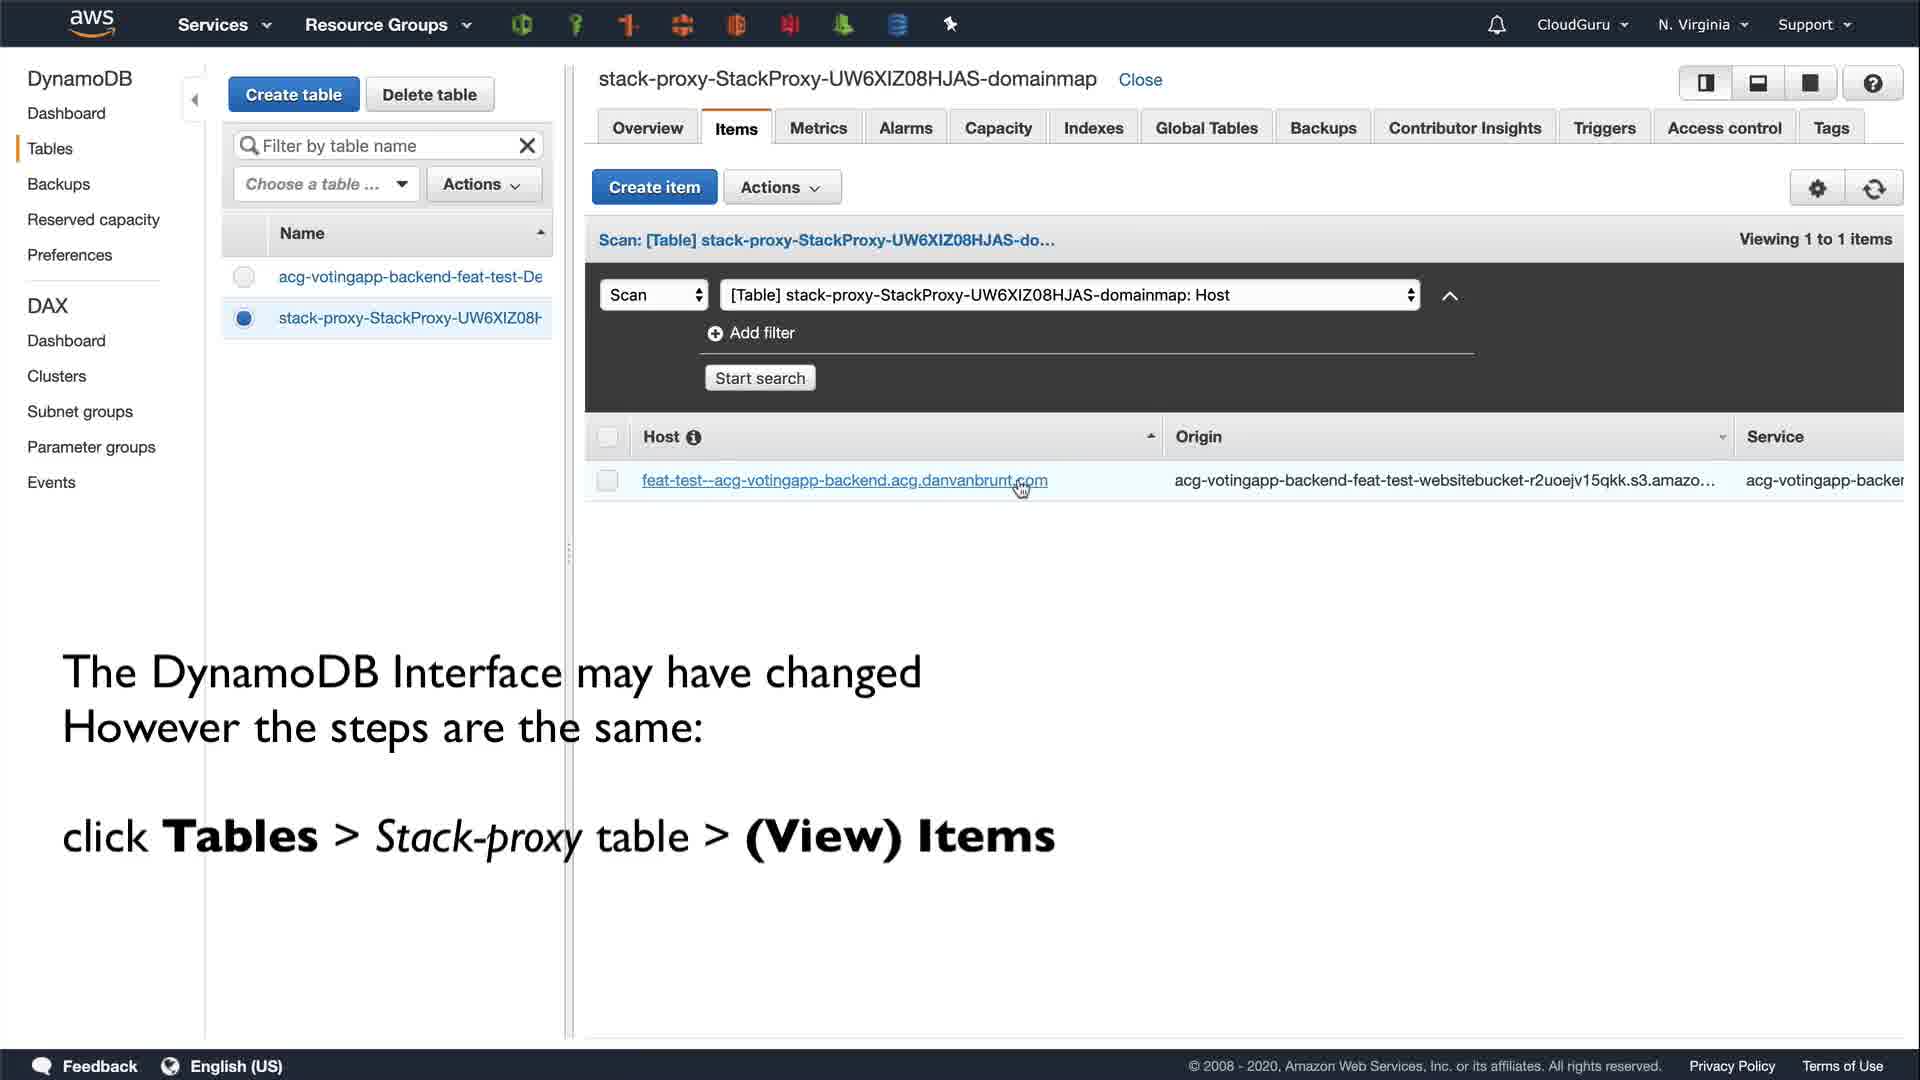 aws Services Resource Groups CloudGuru N. Virginia Support
DynamoDB
Dashboard
Tables
Backups
Reserved capacity
Preferences
DAX
Dashboard
Clusters
Subnet groups
Parameter groups
Events
Create table Delete table
Filter by table name
Choose a table ... Actions
Name
acg-votingapp-backend-feat-test-De
stack-proxy-StackProxy-UW6XIZ08H
stack-proxy-StackProxy-UW6XIZ08HJAS-domainmap Close
Overview Items Metrics Alarms Capacity Indexes Global Tables Backups Contributor Insights Triggers Access control Tags
Create item Actions
Scan: [Table] stack-proxy-StackProxy-UW6XIZ08HJAS-do… Viewing 1 to 1 items
Scan [Table] stack-proxy-StackProxy-UW6XIZ08HJAS-domainmap: Host
Add filter
Start search
Host Origin Service
feat-test--acg-votingapp-backend.acg.danvanbrunt.com acg-votingapp-backend-feat-test-websitebucket-r2uoejv15qkk.s3.amazo… acg-votingapp-backer
The DynamoDB Interface may have changed
However the steps are the same:
click Tables > Stack-proxy table > (View) Items
Feedback English (US) © 2008 - 2020, Amazon Web Services, Inc. or its affiliates. All rights reserved. Privacy Policy Terms of Use